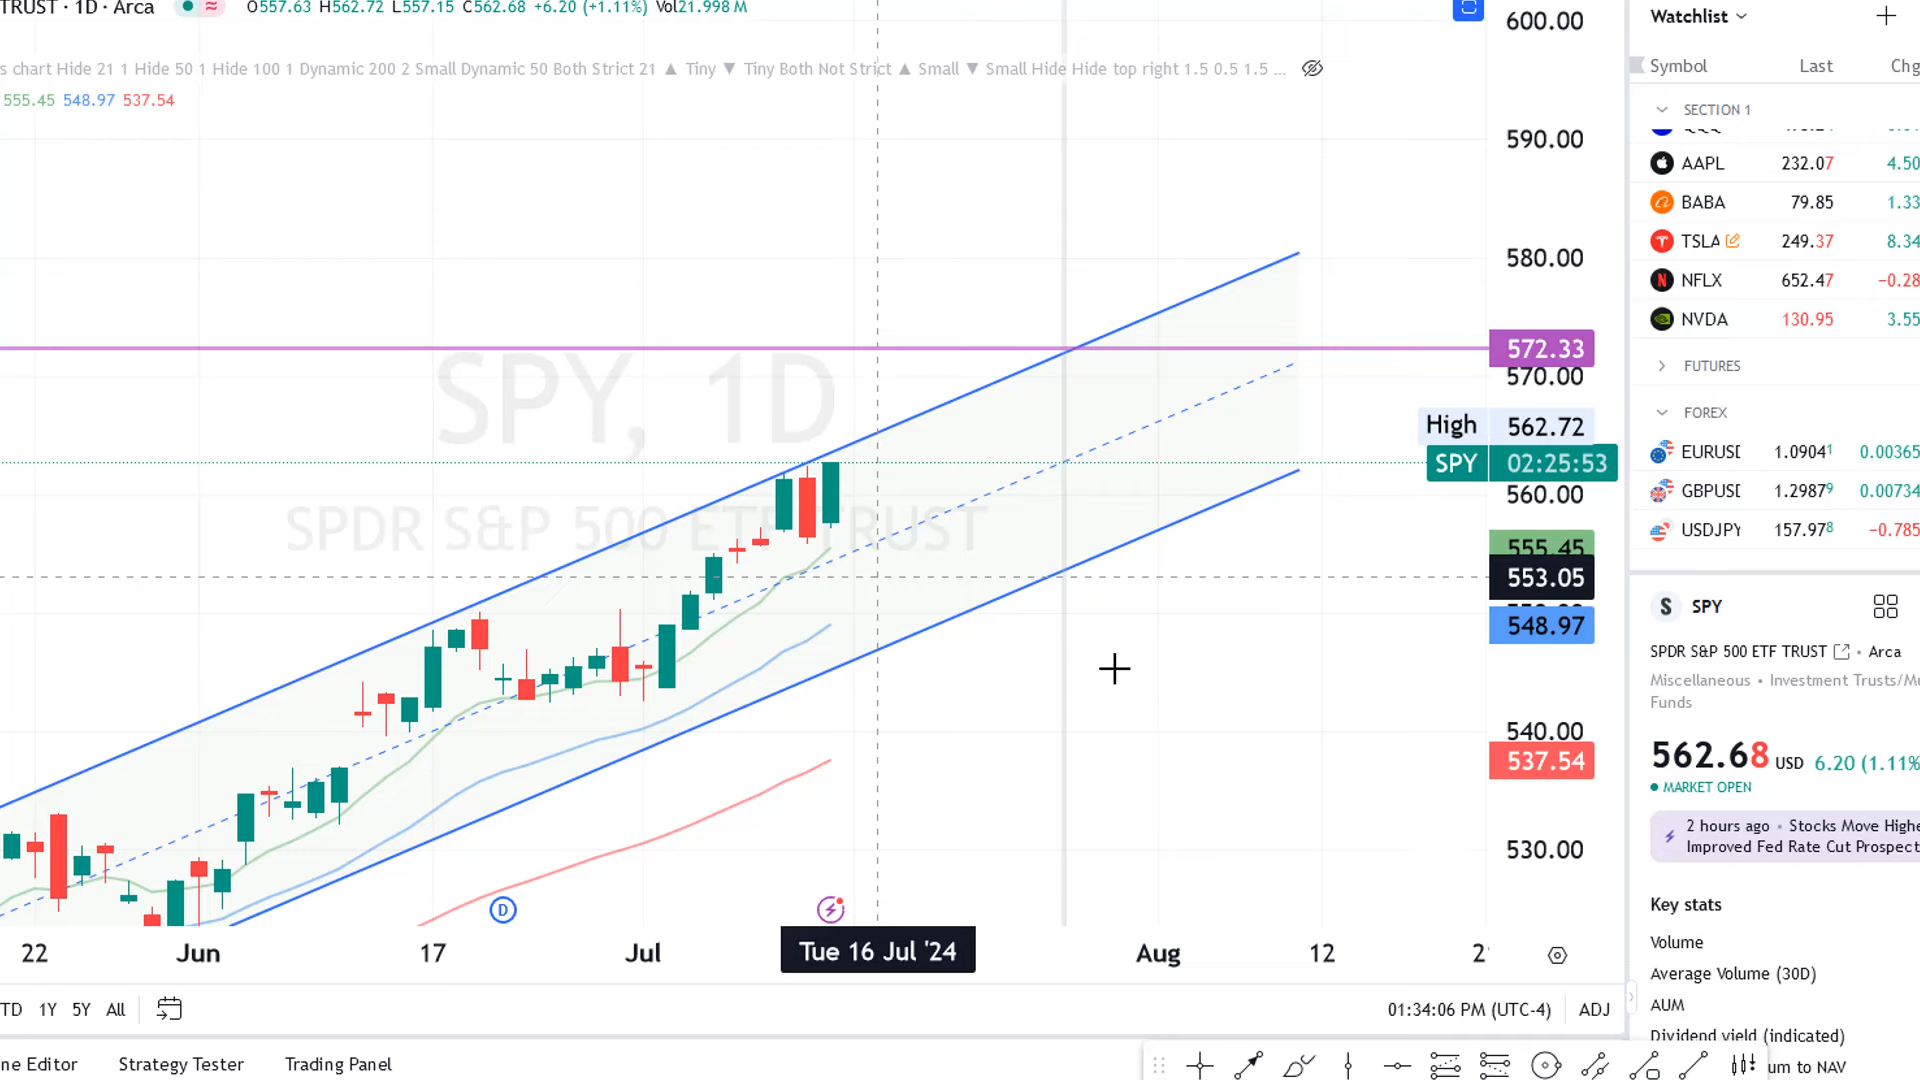 TRUST · 1D · Arca ≈ O557.63 H562.72 L557.15 C562.68 +6.20 (+1.11%) Vol21.998 M
s chart Hide 21 1 Hide 50 1 Hide 100 1 Dynamic 200 2 Small Dynamic 50 Both Strict 21 ▲ Tiny ▼ Tiny Both Not Strict ▲ Small ▼ Small Hide Hide top right 1.5 0.5 1.5 ...
555.45 548.97 537.54
SPY, 1D
SPDR S&P 500 ETF TRUST
600.00
590.00
580.00
572.33
570.00
High 562.72
SPY 02:25:53
560.00
555.45
553.05
548.97
540.00
537.54
530.00
D
22 Jun 17 Jul Tue 16 Jul '24 Aug 12
TD 1Y 5Y All
01:34:06 PM (UTC-4) ADJ
ne Editor Strategy Tester Trading Panel
Watchlist
Symbol Last Chg
SECTION 1
AAPL 232.07 4.50
BABA 79.85 1.33
TSLA 249.37 8.34
NFLX 652.47 −0.28
NVDA 130.95 3.55
FUTURES
FOREX
EURUSD 1.09041 0.00365
GBPUSD 1.29879 0.00734
USDJPY 157.978 −0.785
S SPY
SPDR S&P 500 ETF TRUST • Arca
Miscellaneous • Investment Trusts/Mu
Funds
562.68 USD 6.20 (1.11%
MARKET OPEN
2 hours ago • Stocks Move Highe
Improved Fed Rate Cut Prospect
Key stats
Volume
Average Volume (30D)
AUM
Dividend yield (indicated)
um to NAV